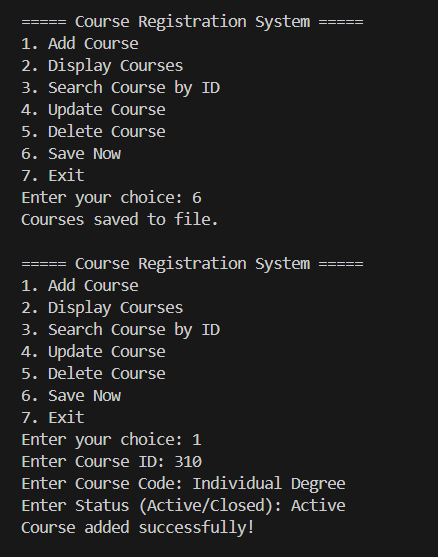 ===== Course Registration System =====
1. Add Course
2. Display Courses
3. Search Course by ID
4. Update Course
5. Delete Course
6. Save Now
7. Exit
Enter your choice: 6
Courses saved to file.
===== Course Registration System =====
1. Add Course
2. Display Courses
3. Search Course by ID
4. Update Course
5. Delete Course
6. Save Now
7. Exit
Enter your choice: 1
Enter Course ID: 310
Enter Course Code: Individual Degree
Enter Status (Active/Closed): Active
Course added successfully!